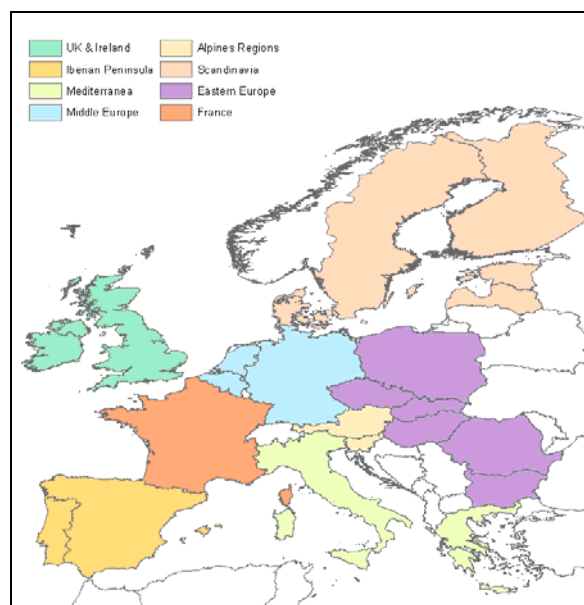 UK & Ireland
Iberian Peninsula
Mediterranea
Middle Europe
Alpines Regions
Scandinavia
Eastern Europe
France